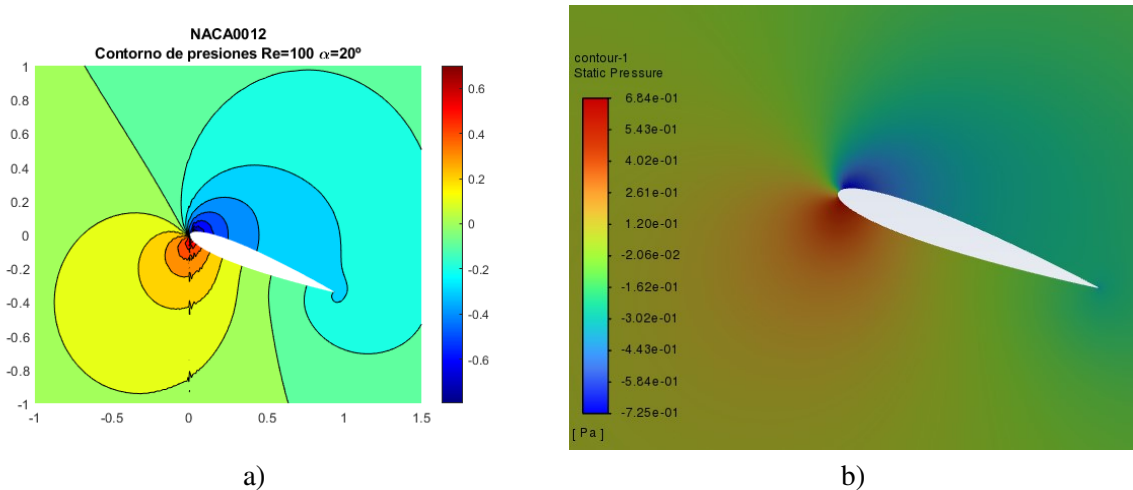 NACA0012
Contorno de presiones Re=100 α=20º
1
0.8
0.6
0.4
0.2
0
-0.2
-0.4
-0.6
-0.8
-1
-1 -0.5 0 0.5 1 1.5
0.6
0.4
0.2
0
-0.2
-0.4
-0.6
a)
contour-1
Static Pressure
6.84e-01
5.43e-01
4.02e-01
2.61e-01
1.20e-01
-2.06e-02
-1.62e-01
-3.02e-01
-4.43e-01
-5.84e-01
-7.25e-01
[ Pa ]
b)